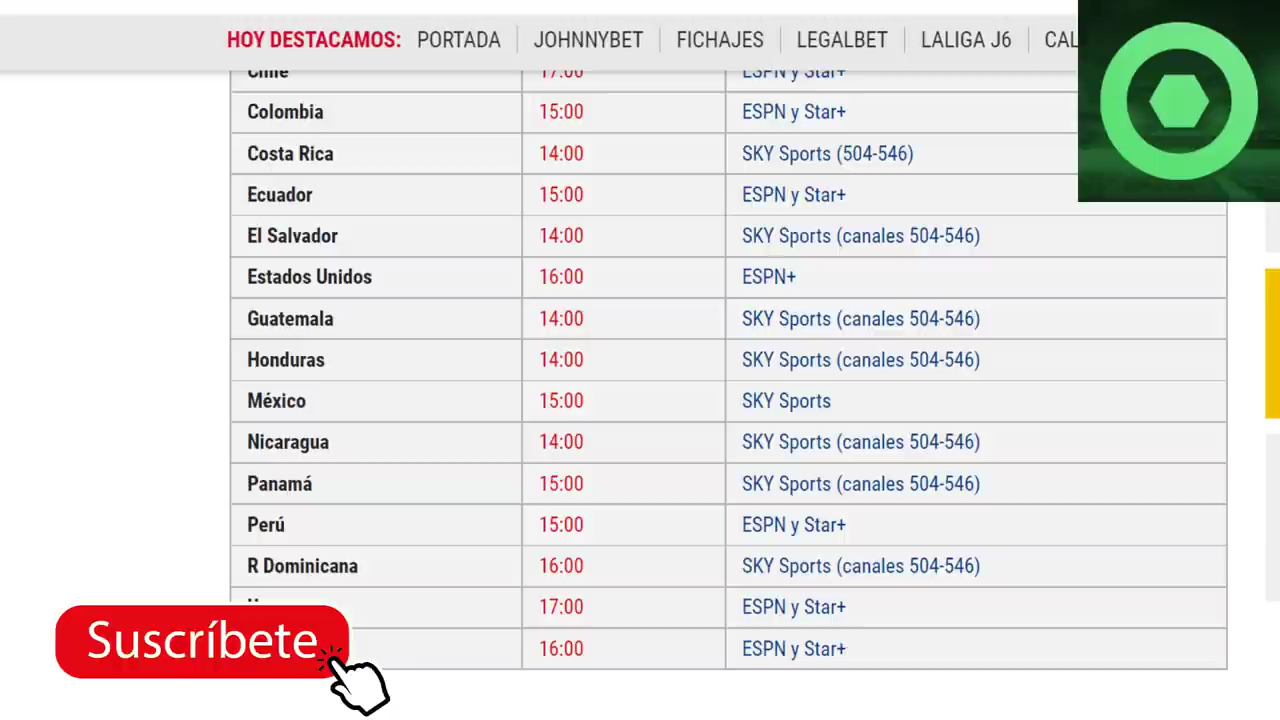 HOY DESTACAMOS: PORTADA JOHNNYBET FICHAJES LEGALBET LALIGA J6
Chile 17:00 ESPN y Star+
Colombia 15:00 ESPN y Star+
Costa Rica 14:00 SKY Sports (504-546)
Ecuador 15:00 ESPN y Star+
El Salvador 14:00 SKY Sports (canales 504-546)
Estados Unidos 16:00 ESPN+
Guatemala 14:00 SKY Sports (canales 504-546)
Honduras 14:00 SKY Sports (canales 504-546)
México 15:00 SKY Sports
Nicaragua 14:00 SKY Sports (canales 504-546)
Panamá 15:00 SKY Sports (canales 504-546)
Perú 15:00 ESPN y Star+
R Dominicana 16:00 SKY Sports (canales 504-546)
17:00 ESPN y Star+
Suscríbete 16:00 ESPN y Star+